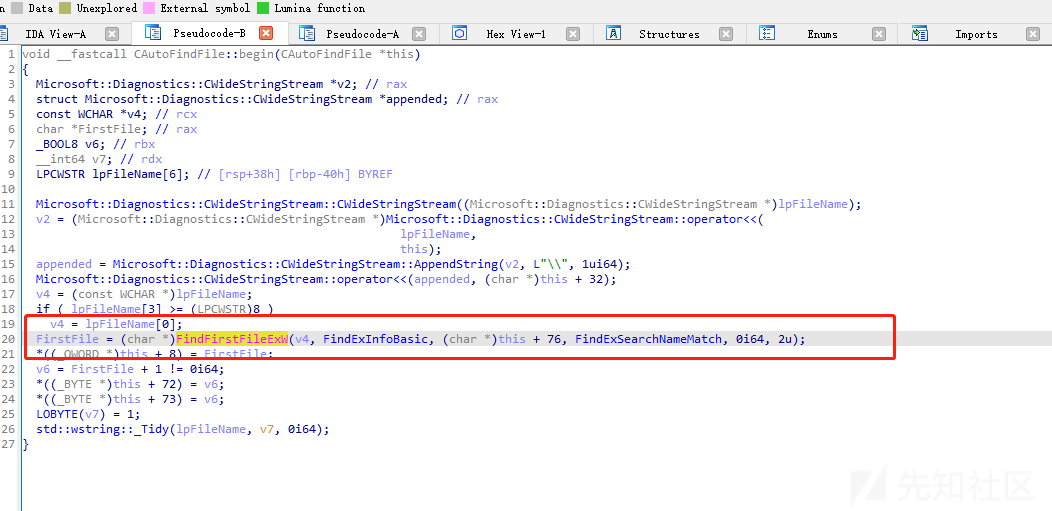 n Data Unexplored External symbol Lumina function
IDA View-A Pseudocode-B Pseudocode-A Hex View-1 Structures Enums Imports
1 void __fastcall CAutoFindFile::begin(CAutoFindFile *this)
2 {
3 Microsoft::Diagnostics::CWideStringStream *v2; // rax
4 struct Microsoft::Diagnostics::CWideStringStream *appended; // rax
5 const WCHAR *v4; // rcx
6 char *FirstFile; // rax
7 _BOOL8 v6; // rbx
8 __int64 v7; // rdx
9 LPCWSTR lpFileName[6]; // [rsp+38h] [rbp-40h] BYREF
10
11 Microsoft::Diagnostics::CWideStringStream::CWideStringStream((Microsoft::Diagnostics::CWideStringStream *)lpFileName);
12 v2 = (Microsoft::Diagnostics::CWideStringStream *)Microsoft::Diagnostics::CWideStringStream::operator<<(
13 lpFileName,
14 this);
15 appended = Microsoft::Diagnostics::CWideStringStream::AppendString(v2, L"\\", 1ui64);
16 Microsoft::Diagnostics::CWideStringStream::operator<<(appended, (char *)this + 32);
17 v4 = (const WCHAR *)lpFileName;
18 if ( lpFileName[3] >= (LPCWSTR)8 )
19 v4 = lpFileName[0];
20 FirstFile = (char *)FindFirstFileExW(v4, FindExInfoBasic, (char *)this + 76, FindExSearchNameMatch, 0i64, 2u);
21 *((_QWORD *)this + 8) = FirstFile;
22 v6 = FirstFile + 1 != 0i64;
23 *((_BYTE *)this + 72) = v6;
24 *((_BYTE *)this + 73) = v6;
25 LOBYTE(v7) = 1;
26 std::wstring::_Tidy(lpFileName, v7, 0i64);
27 }
先知社区